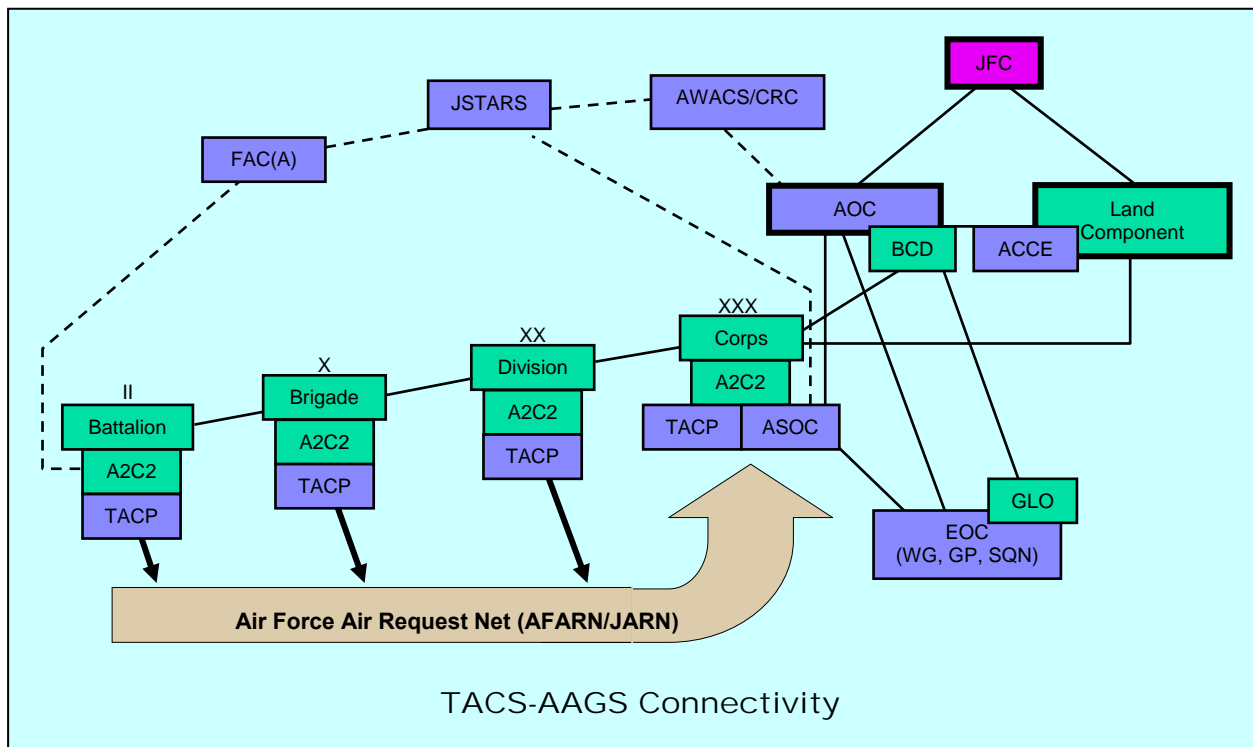 JFC
JSTARS
AWACS/CRC
FAC(A)
AOC
Land
Component
BCD
ACCE
XXX
Corps
A2C2
TACP
ASOC
XX
Division
A2C2
TACP
X
Brigade
A2C2
TACP
II
Battalion
A2C2
TACP
GLO
EOC
(WG, GP, SQN)
Air Force Air Request Net (AFARN/JARN)
TACS-AAGS Connectivity